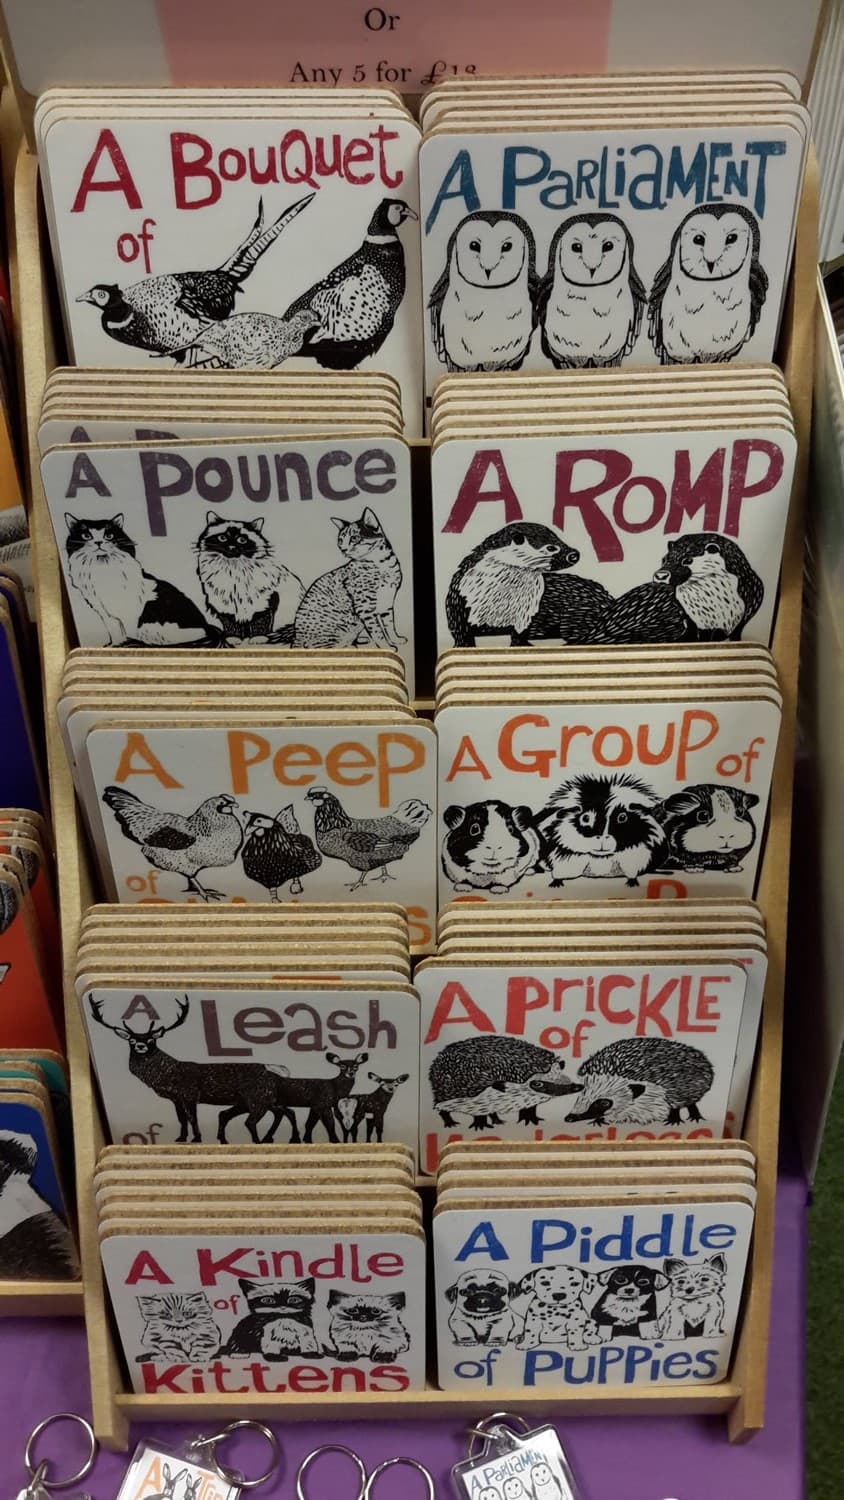 Or
Any 5 for £18
A BouQuet
of
A PARLiAMENT
A Pounce
A ROMP
A Peep
of
A GRouP of
A Leash
of
A PRiCKLE
of
A Kindle
of
Kittens
A Piddle
of PuPPies
A PARLiAMENT